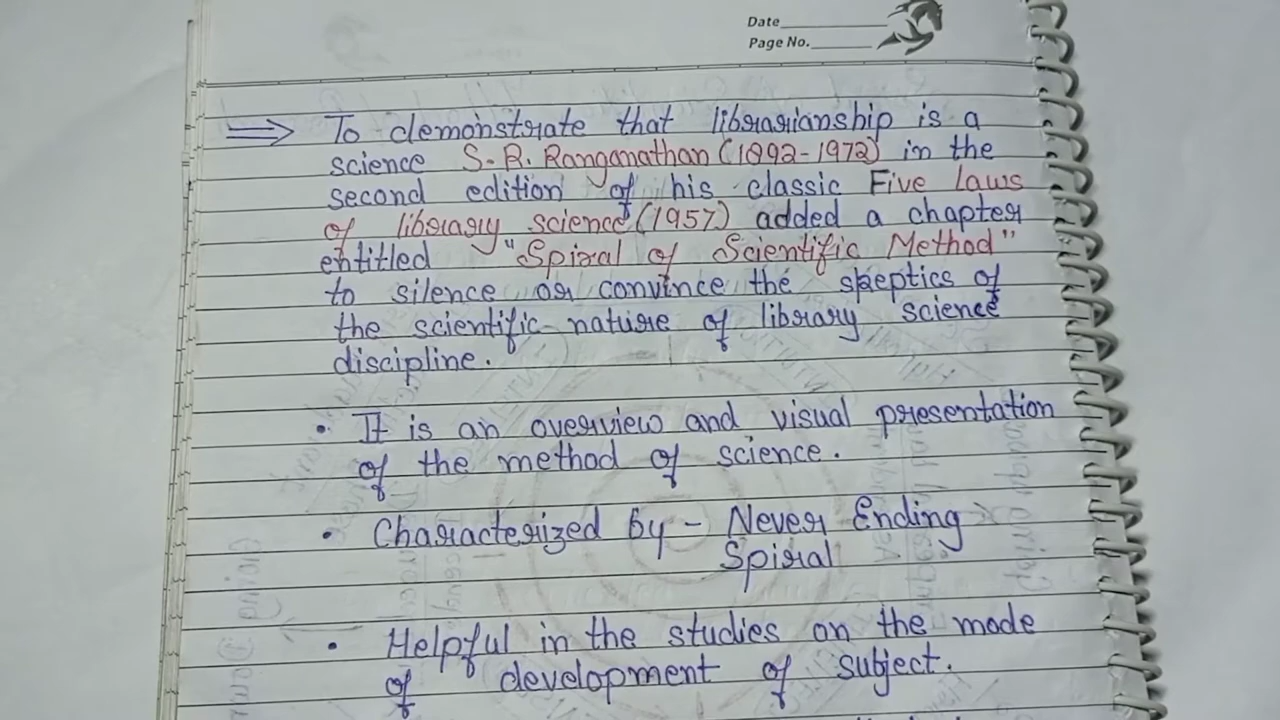 Date
Page No.
⇒ To demonstrate that librarianship is a
science S. R. Ranganathan (1892-1972) in the
second edition of his classic Five laws
of library science (1957) added a chapter
entitled "Spiral of Scientific Method"
to silence or convince the skeptics of
the scientific nature of library science
discipline.
• It is an overview and visual presentation
of the method of science.
• Characterized by - Never Ending
Spiral
• Helpful in the studies on the mode
of development of subject.